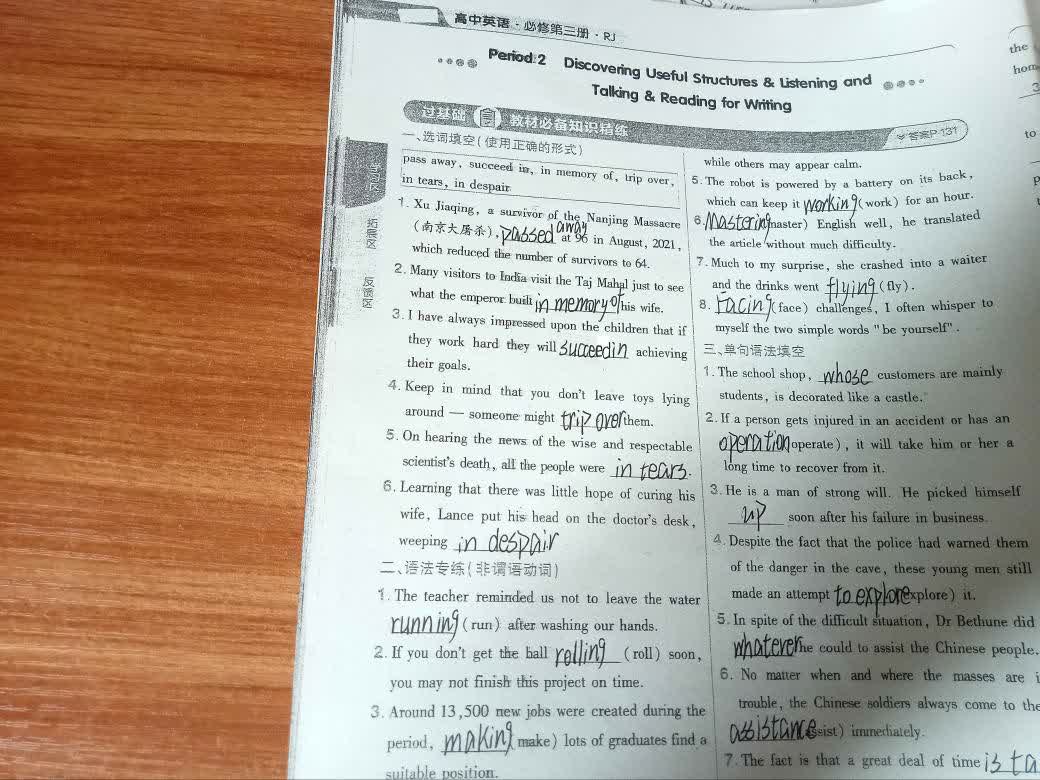 高中英语·必修第三册·RJ
Period 2 Discovering Useful Structures & Listening and
Talking & Reading for Writing
过基础 教材必备知识精练
答案P-131
一、选词填空(使用正确的形式)
pass away, succeed in, in memory of, trip over,
in tears, in despair
1. Xu Jiaqing, a survivor of the Nanjing Massacre
(南京大屠杀), passed away at 96 in August, 2021,
which reduced the number of survivors to 64.
2. Many visitors to India visit the Taj Mahal just to see
what the emperor built in memory of his wife.
3. I have always impressed upon the children that if
they work hard they will succeed in achieving
their goals.
4. Keep in mind that you don't leave toys lying
around — someone might trip over them.
5. On hearing the news of the wise and respectable
scientist's death, all the people were in tears.
6. Learning that there was little hope of curing his
wife, Lance put his head on the doctor's desk,
weeping in despair
二、语法专练(非谓语动词)
1. The teacher reminded us not to leave the water
running (run) after washing our hands.
2. If you don't get the ball rolling (roll) soon,
you may not finish this project on time.
3. Around 13,500 new jobs were created during the
period, making make) lots of graduates find a
suitable position.
while others may appear calm.
5. The robot is powered by a battery on its back,
which can keep it working (work) for an hour.
6. Mastering master) English well, he translated
the article without much difficulty.
7. Much to my surprise, she crashed into a waiter
and the drinks went flying (fly).
8. Facing (face) challenges, I often whisper to
myself the two simple words "be yourself".
三、单句语法填空
1. The school shop, whose customers are mainly
students, is decorated like a castle.
2. If a person gets injured in an accident or has an
operation operate), it will take him or her a
long time to recover from it.
3. He is a man of strong will. He picked himself
up soon after his failure in business.
4. Despite the fact that the police had warned them
of the danger in the cave, these young men still
made an attempt to explore explore) it.
5. In spite of the difficult situation, Dr Bethune did
whatever he could to assist the Chinese people.
6. No matter when and where the masses are i
trouble, the Chinese soldiers always come to the
assistance sist) immediately.
7. The fact is that a great deal of time is ta
拓展区
反馈区
the
hom
3
to